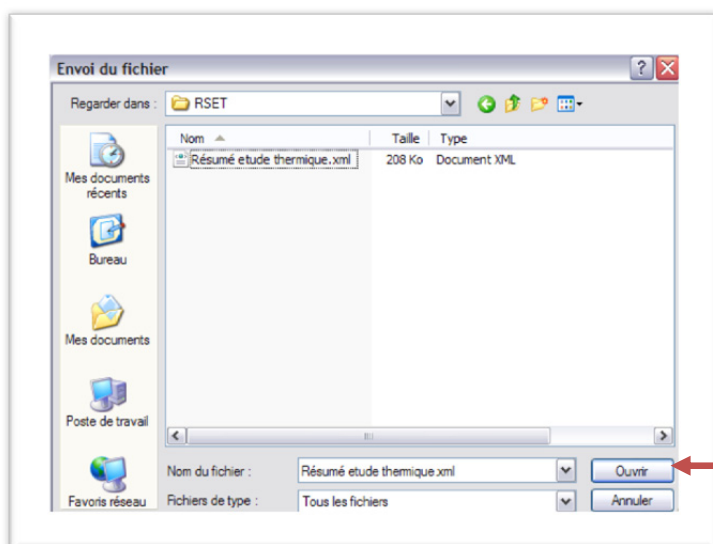 Envoi du fichier
Regarder dans : RSET
Nom Taille Type
Résumé etude thermique.xml 208 Ko Document XML
Mes documents
récents
Bureau
Mes documents
Poste de travail
Favoris réseau
Nom du fichier : Résumé etude thermique.xml Ouvrir
Fichiers de type : Tous les fichiers Annuler